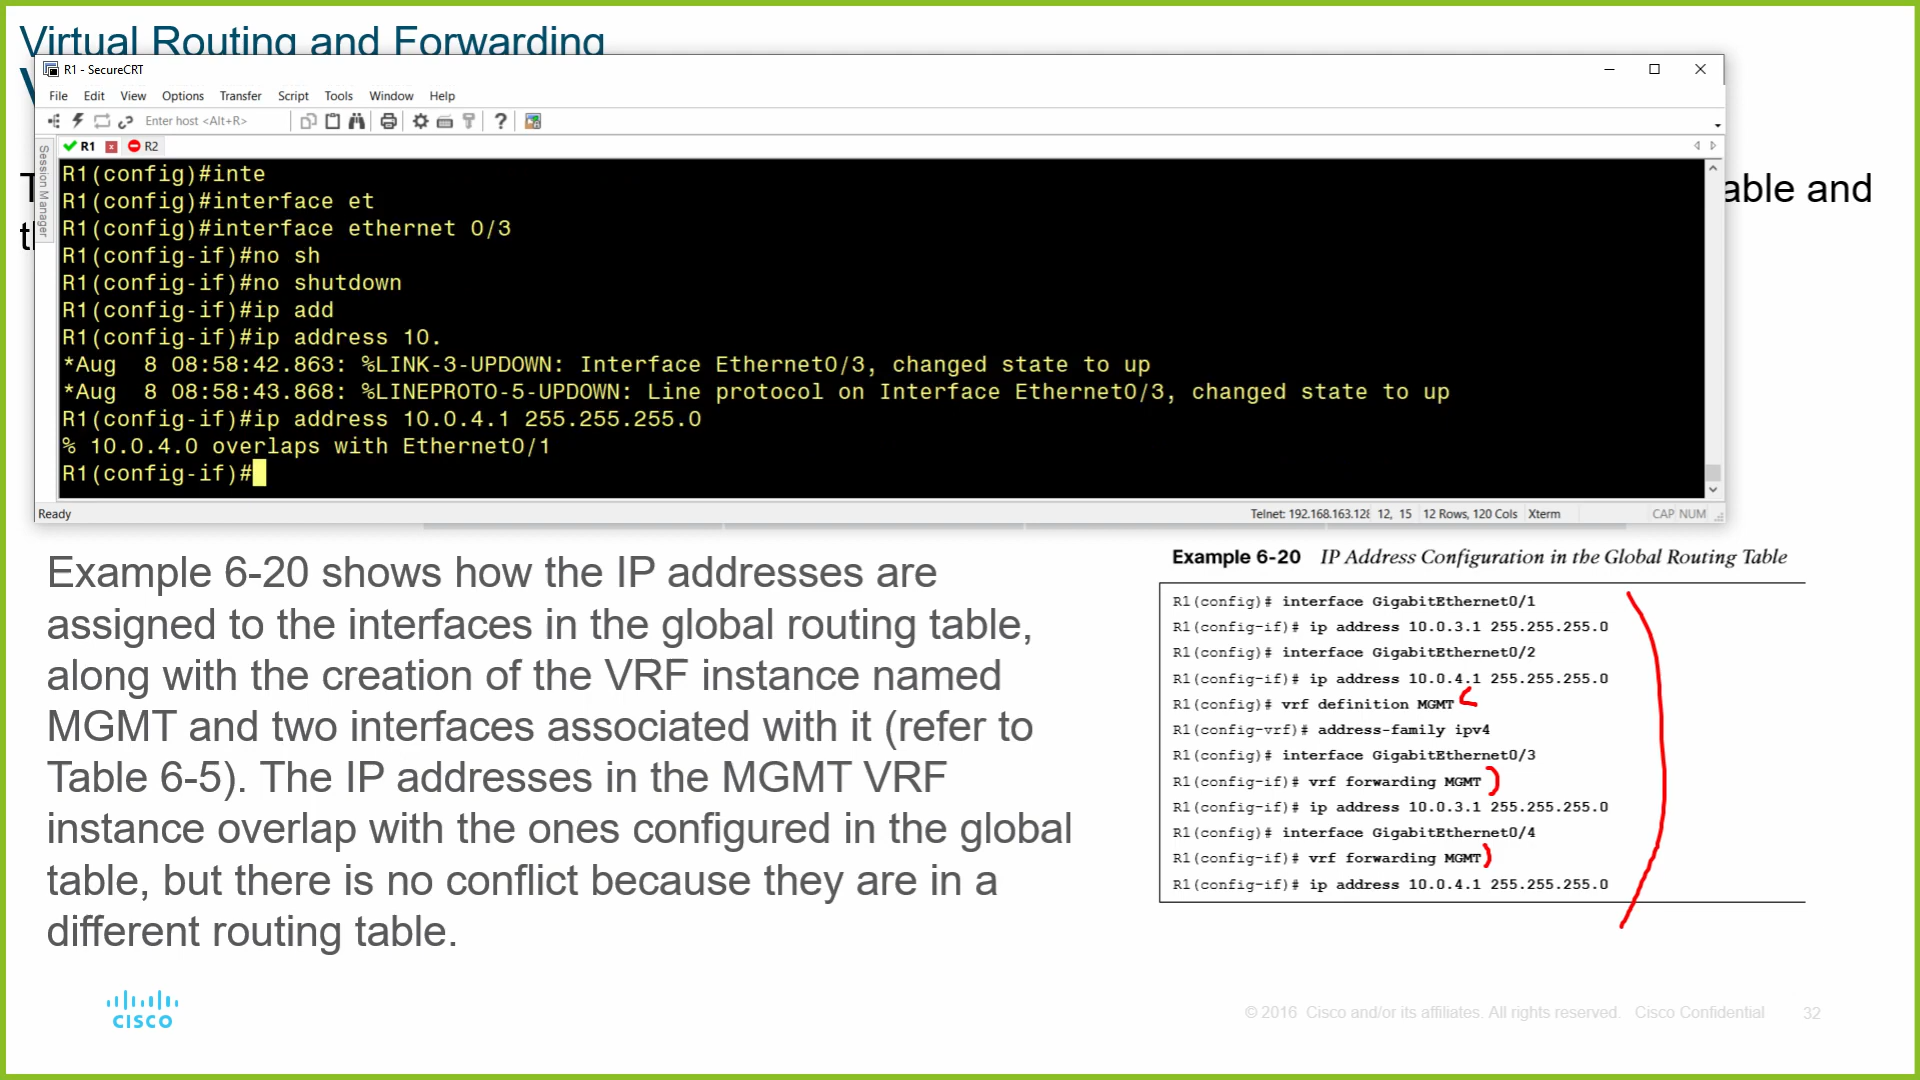 Virtual Routing and Forwarding
R1 - SecureCRT
File Edit View Options Transfer Script Tools Window Help
Enter host <Alt+R>
R1 R2
Session Manager
able and
R1(config)#inte
R1(config)#interface et
R1(config)#interface ethernet 0/3
R1(config-if)#no sh
R1(config-if)#no shutdown
R1(config-if)#ip add
R1(config-if)#ip address 10.
*Aug  8 08:58:42.863: %LINK-3-UPDOWN: Interface Ethernet0/3, changed state to up
*Aug  8 08:58:43.868: %LINEPROTO-5-UPDOWN: Line protocol on Interface Ethernet0/3, changed state to up
R1(config-if)#ip address 10.0.4.1 255.255.255.0
% 10.0.4.0 overlaps with Ethernet0/1
R1(config-if)#
Ready Telnet: 192.168.163.128 12, 15 12 Rows, 120 Cols Xterm CAP NUM
Example 6-20 shows how the IP addresses are
assigned to the interfaces in the global routing table,
along with the creation of the VRF instance named
MGMT and two interfaces associated with it (refer to
Table 6-5). The IP addresses in the MGMT VRF
instance overlap with the ones configured in the global
table, but there is no conflict because they are in a
different routing table.
Example 6-20 IP Address Configuration in the Global Routing Table
R1(config)# interface GigabitEthernet0/1
R1(config-if)# ip address 10.0.3.1 255.255.255.0
R1(config)# interface GigabitEthernet0/2
R1(config-if)# ip address 10.0.4.1 255.255.255.0
R1(config)# vrf definition MGMT
R1(config-vrf)# address-family ipv4
R1(config)# interface GigabitEthernet0/3
R1(config-if)# vrf forwarding MGMT
R1(config-if)# ip address 10.0.3.1 255.255.255.0
R1(config)# interface GigabitEthernet0/4
R1(config-if)# vrf forwarding MGMT
R1(config-if)# ip address 10.0.4.1 255.255.255.0
CISCO
© 2016 Cisco and/or its affiliates. All rights reserved. Cisco Confidential 32